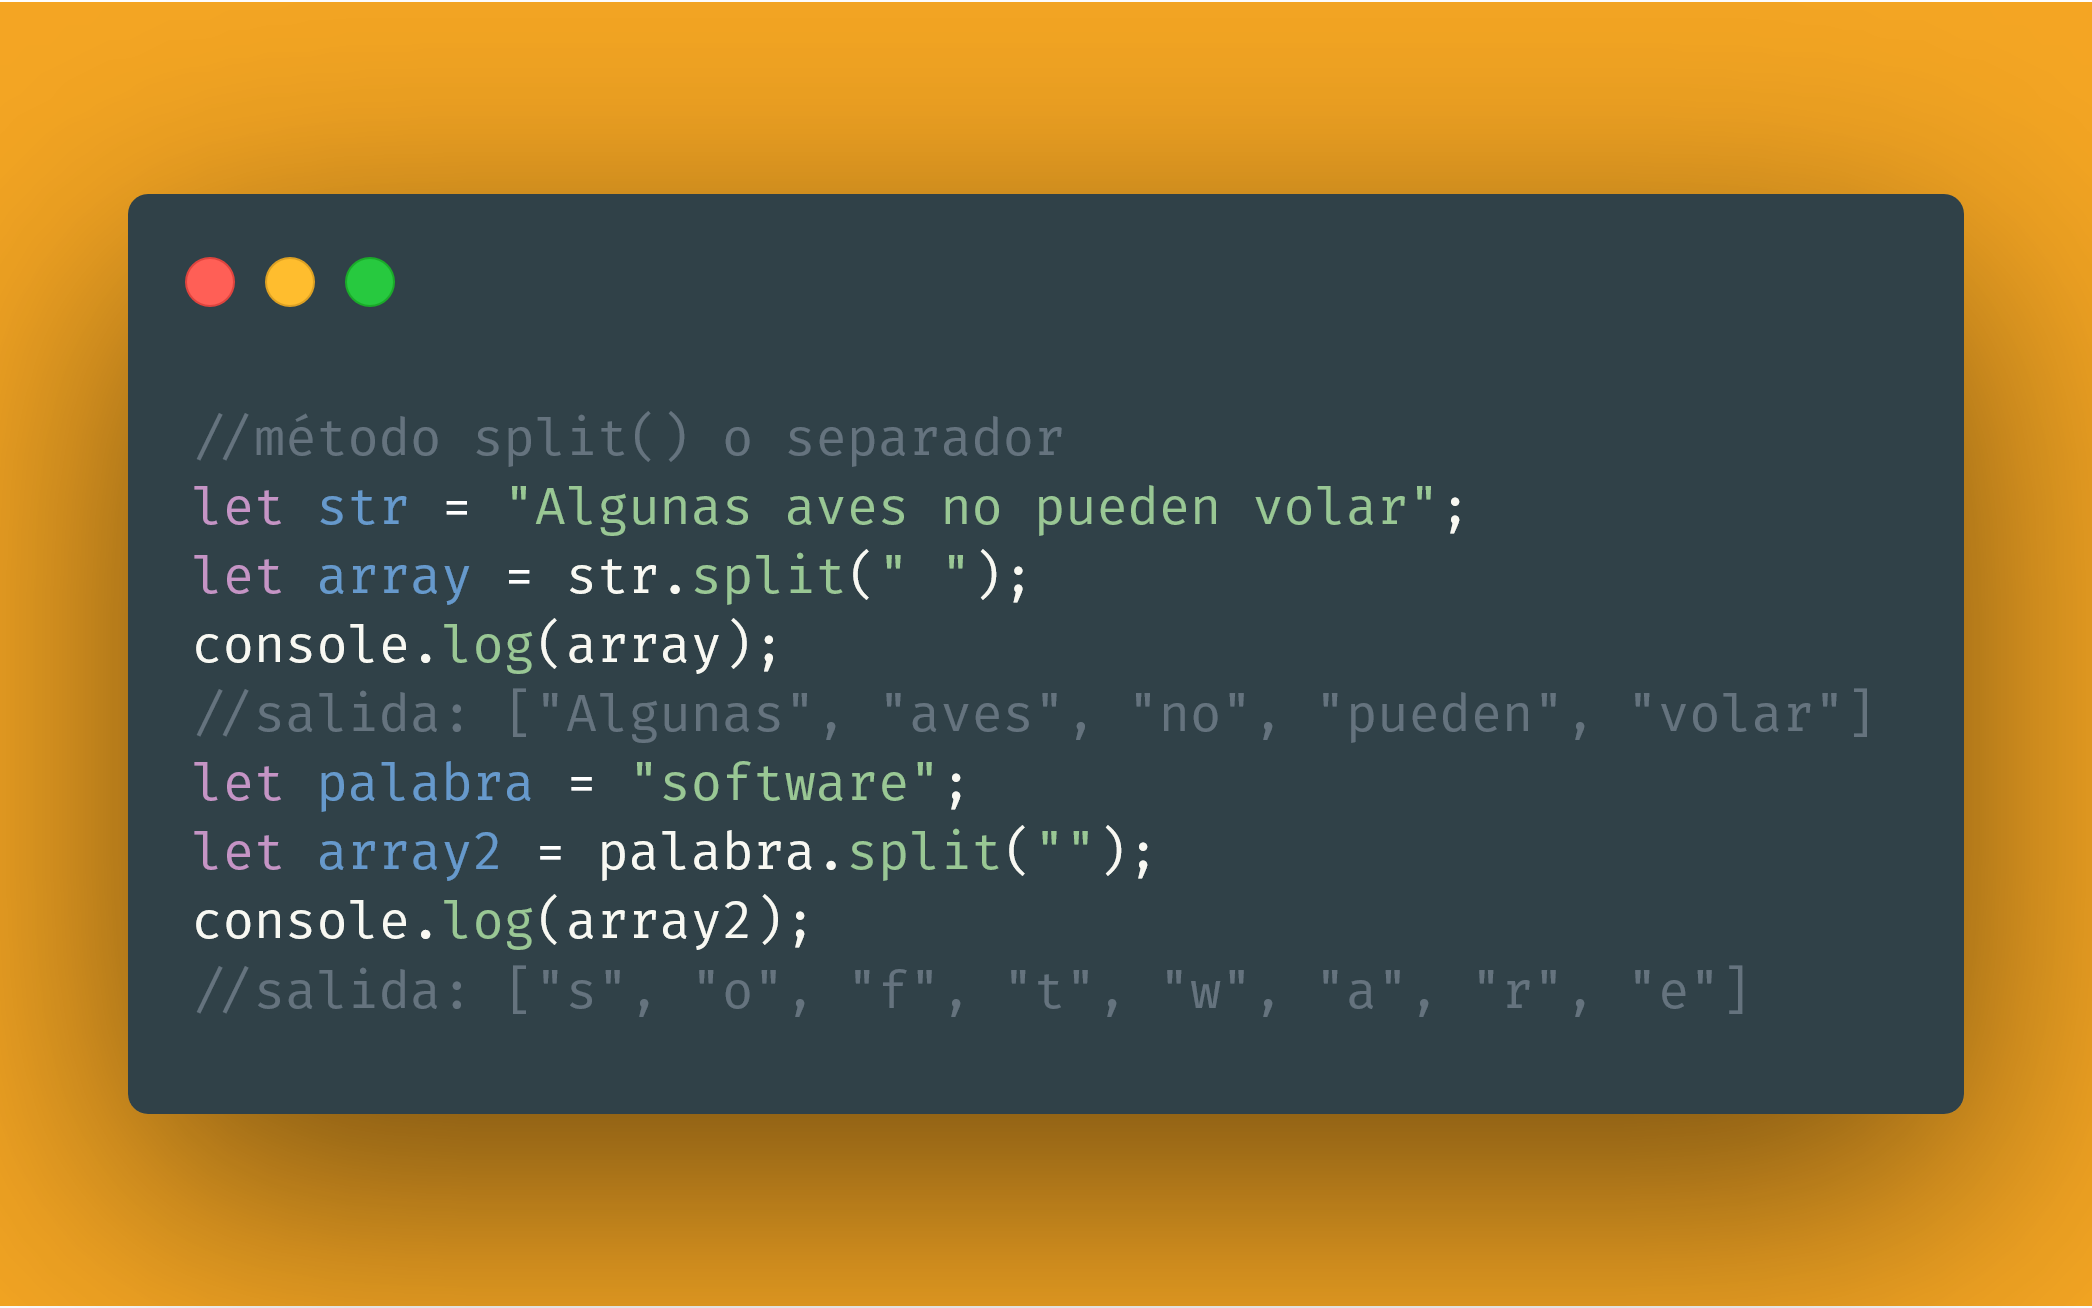 //método split() o separador
let str = "Algunas aves no pueden volar";
let array = str.split(" ");
console.log(array);
//salida: ["Algunas", "aves", "no", "pueden", "volar"]
let palabra = "software";
let array2 = palabra.split("");
console.log(array2);
//salida: ["s", "o", "f", "t", "w", "a", "r", "e"]